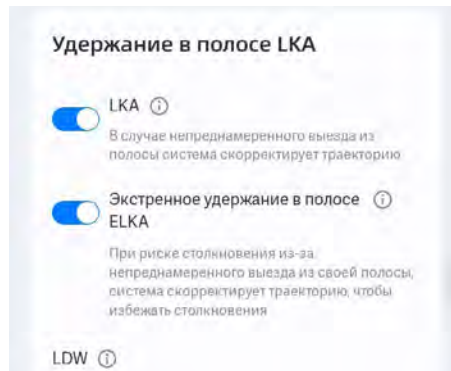 Удержание в полосе LKA
LKA
В случае непреднамеренного выезда из
полосы система скорректирует траекторию
Экстренное удержание в полосе
ELKA
При риске столкновения из-за
непреднамеренного выезда из своей полосы,
система скорректирует траекторию, чтобы
избежать столкновения
LDW